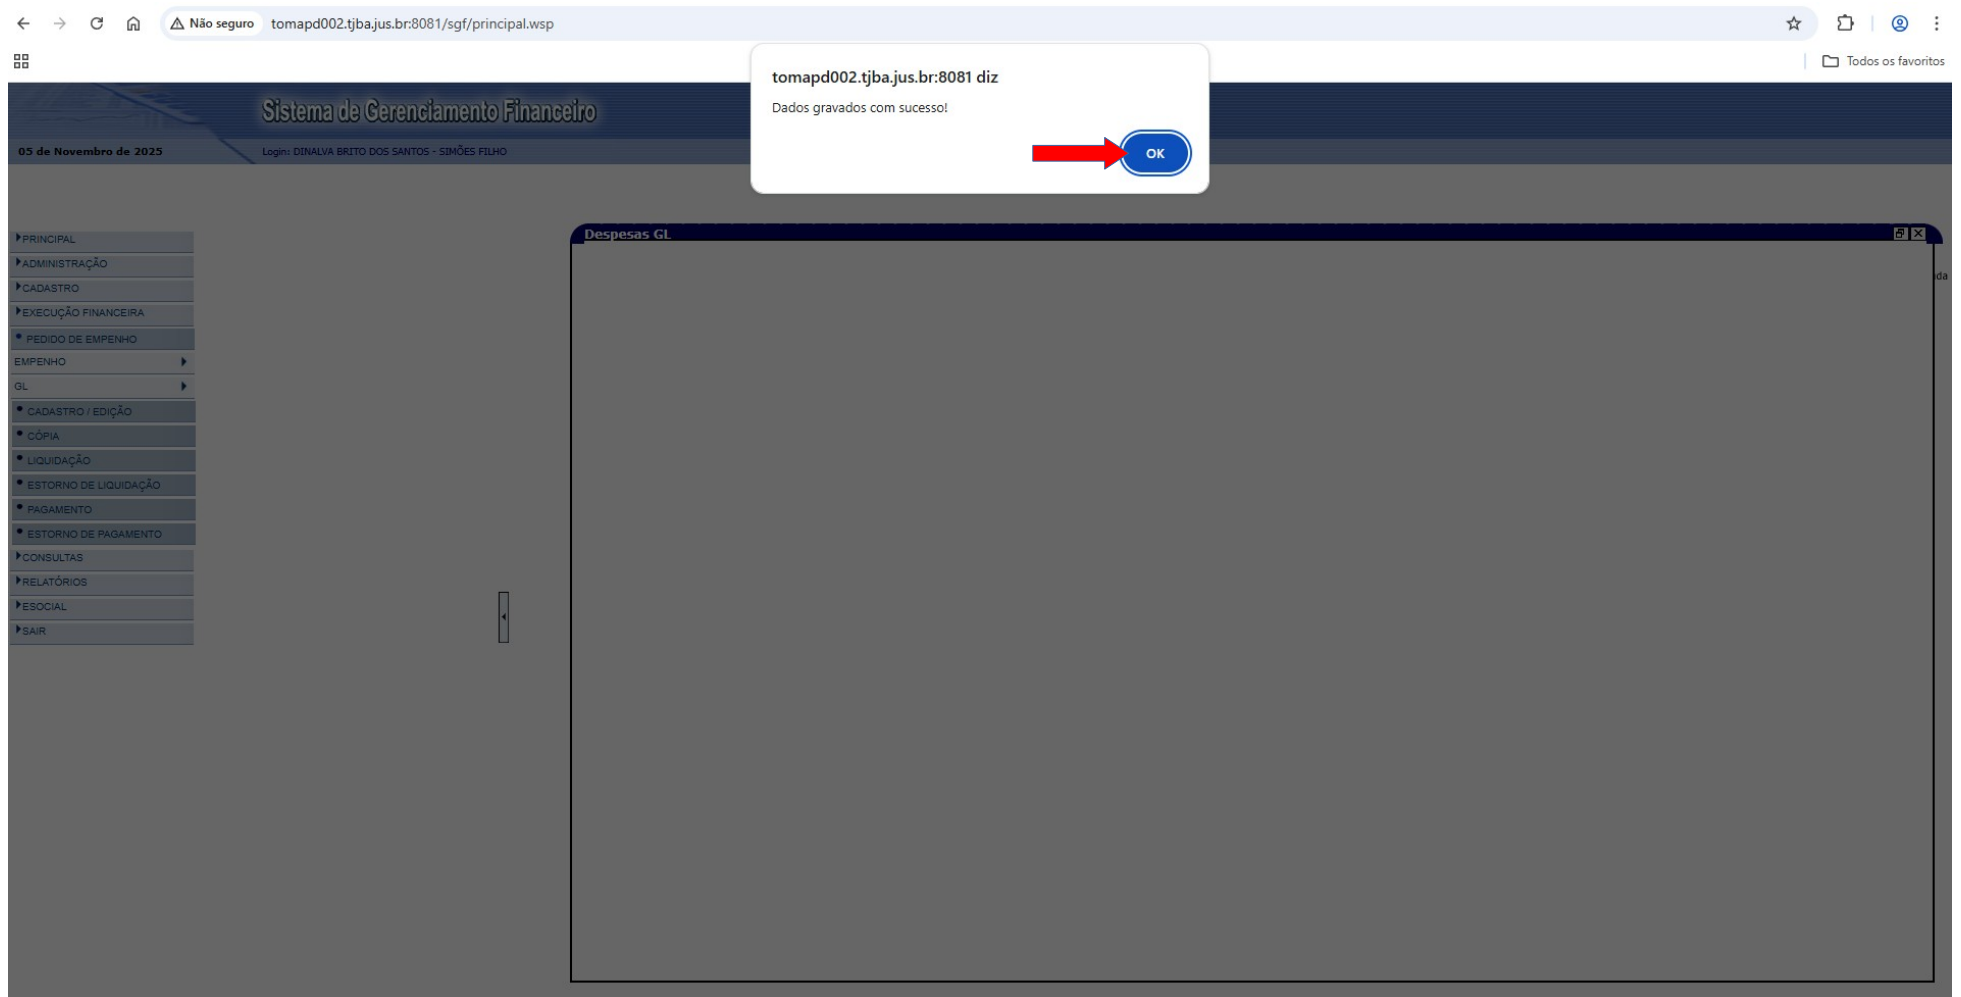 Não seguro
tomapd002.tjba.jus.br:8081/sgf/principal.wsp
Todos os favoritos
tomapd002.tjba.jus.br:8081 diz
Dados gravados com sucesso!
OK
Sistema de Gerenciamento Financeiro
05 de Novembro de 2025
Login: DINALVA BRITO DOS SANTOS - SIMÕES FILHO
Despesas GL
PRINCIPAL
ADMINISTRAÇÃO
CADASTRO
EXECUÇÃO FINANCEIRA
PEDIDO DE EMPENHO
EMPENHO
GL
CADASTRO / EDIÇÃO
CÓPIA
LIQUIDAÇÃO
ESTORNO DE LIQUIDAÇÃO
PAGAMENTO
ESTORNO DE PAGAMENTO
CONSULTAS
RELATÓRIOS
ESOCIAL
SAIR